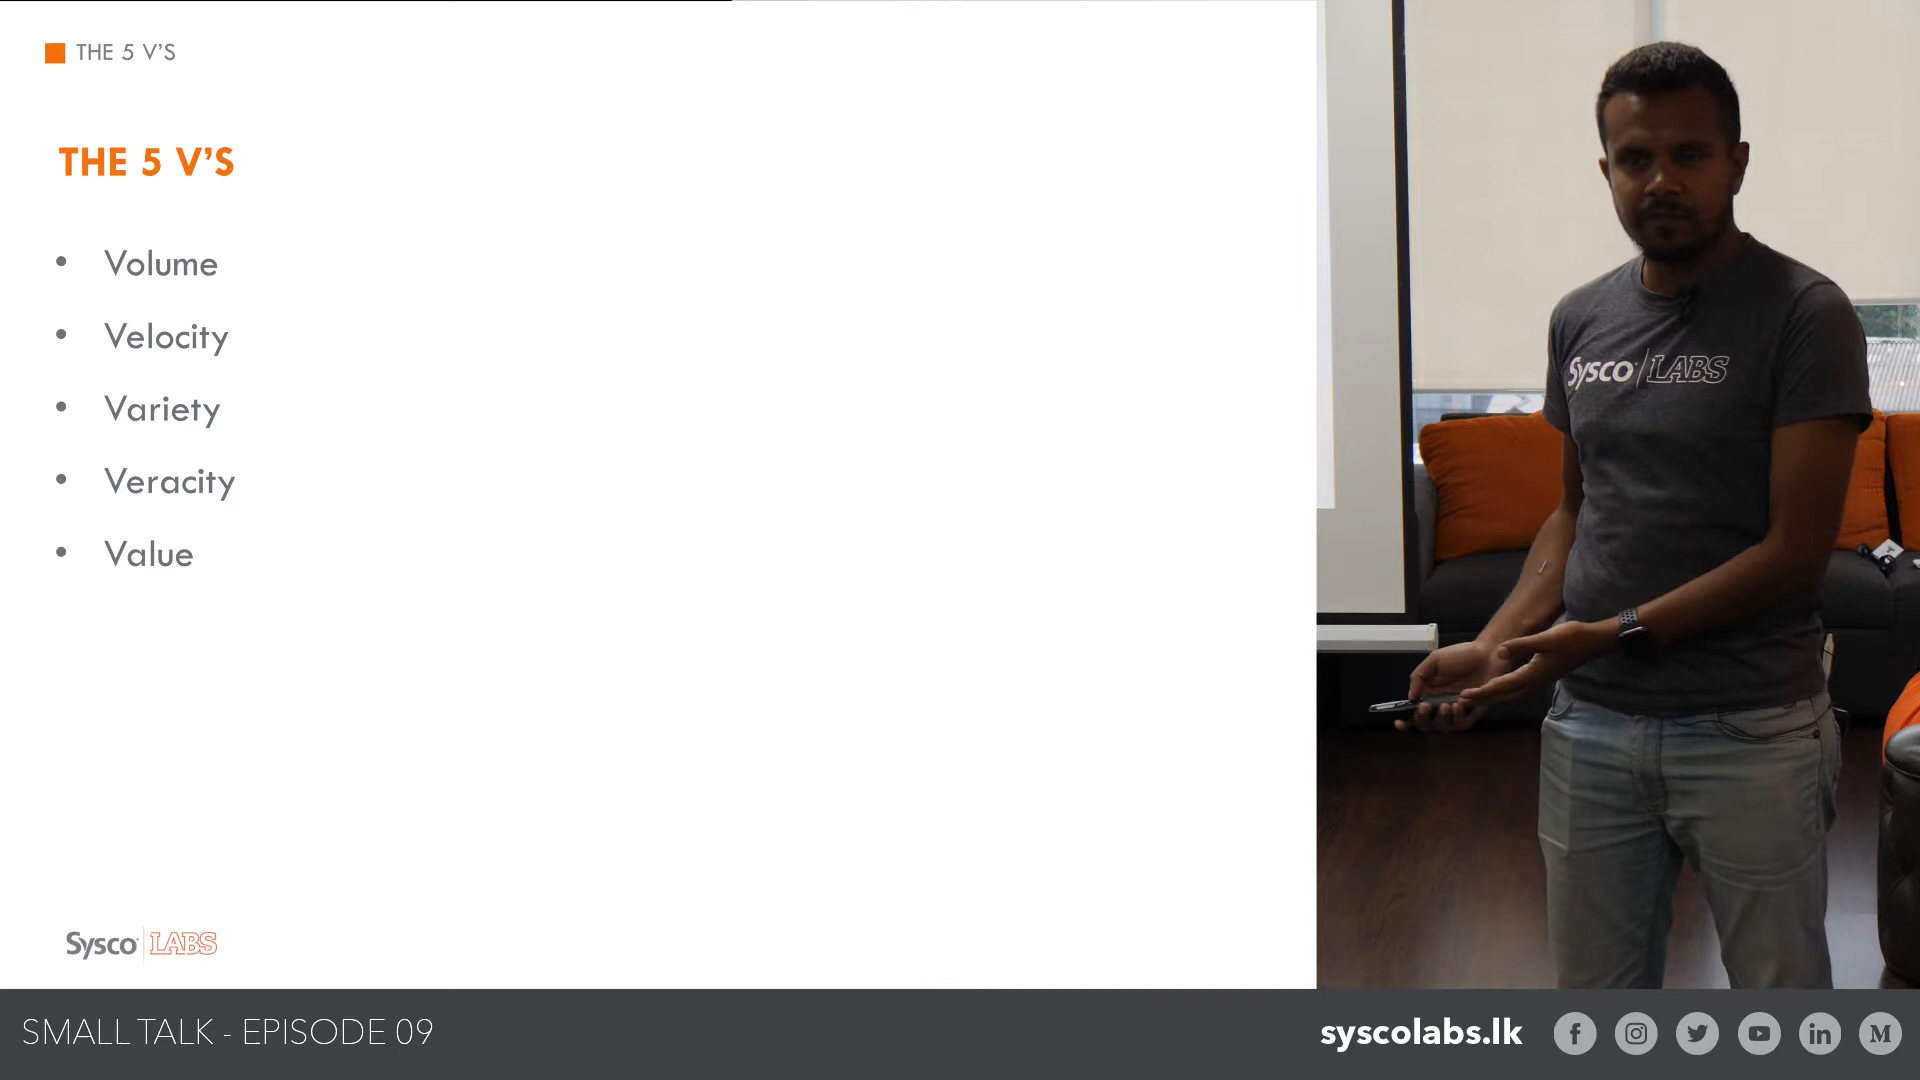 THE 5 V’S
THE 5 V’S
• Volume
• Velocity
• Variety
• Veracity
• Value
Sysco LABS
Sysco LABS
SMALL TALK - EPISODE 09
syscolabs.lk